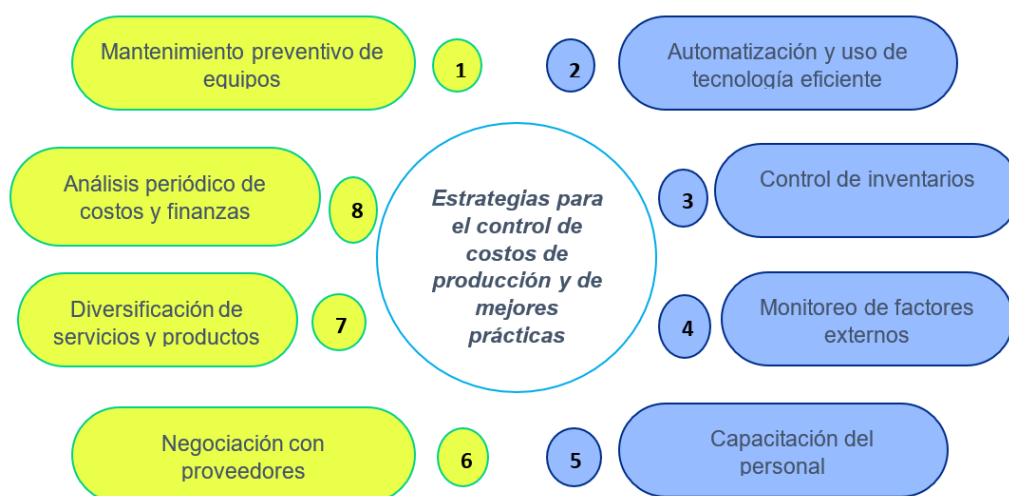 Mantenimiento preventivo de
equipos
1
2
Automatización y uso de
tecnología eficiente
Análisis periódico de
costos y finanzas
8
Estrategias para
el control de
costos de
producción y de
mejores
prácticas
3
Control de inventarios
Diversificación de
servicios y productos
7
4
Monitoreo de factores
externos
Negociación con
proveedores
6
5
Capacitación del
personal